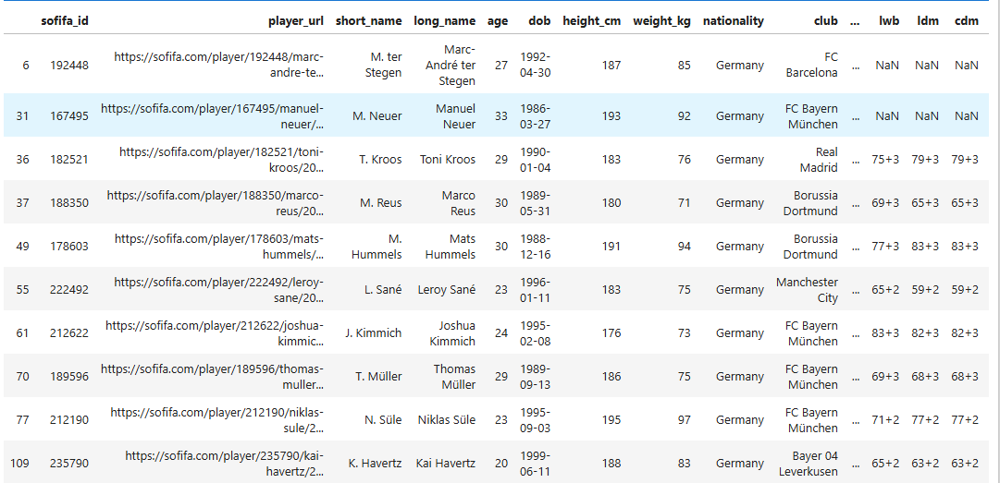 sofifa_id player_url short_name long_name age dob height_cm weight_kg nationality club ... lwb ldm cdm
6 192448 https://sofifa.com/player/192448/marc-andre-te... M. ter Stegen Marc-André ter Stegen 27 1992-04-30 187 85 Germany FC Barcelona ... NaN NaN NaN
31 167495 https://sofifa.com/player/167495/manuel-neuer/... M. Neuer Manuel Neuer 33 1986-03-27 193 92 Germany FC Bayern München ... NaN NaN NaN
36 182521 https://sofifa.com/player/182521/toni-kroos/20... T. Kroos Toni Kroos 29 1990-01-04 183 76 Germany Real Madrid ... 75+3 79+3 79+3
37 188350 https://sofifa.com/player/188350/marco-reus/20... M. Reus Marco Reus 30 1989-05-31 180 71 Germany Borussia Dortmund ... 69+3 65+3 65+3
49 178603 https://sofifa.com/player/178603/mats-hummels/... M. Hummels Mats Hummels 30 1988-12-16 191 94 Germany Borussia Dortmund ... 77+3 83+3 83+3
55 222492 https://sofifa.com/player/222492/leroy-sane/20... L. Sané Leroy Sané 23 1996-01-11 183 75 Germany Manchester City ... 65+2 59+2 59+2
61 212622 https://sofifa.com/player/212622/joshua-kimmic... J. Kimmich Joshua Kimmich 24 1995-02-08 176 73 Germany FC Bayern München ... 83+3 82+3 82+3
70 189596 https://sofifa.com/player/189596/thomas-muller... T. Müller Thomas Müller 29 1989-09-13 186 75 Germany FC Bayern München ... 69+3 68+3 68+3
77 212190 https://sofifa.com/player/212190/niklas-sule/2... N. Süle Niklas Süle 23 1995-09-03 195 97 Germany FC Bayern München ... 71+2 77+2 77+2
109 235790 https://sofifa.com/player/235790/kai-havertz/2... K. Havertz Kai Havertz 20 1999-06-11 188 83 Germany Bayer 04 Leverkusen ... 65+2 63+2 63+2